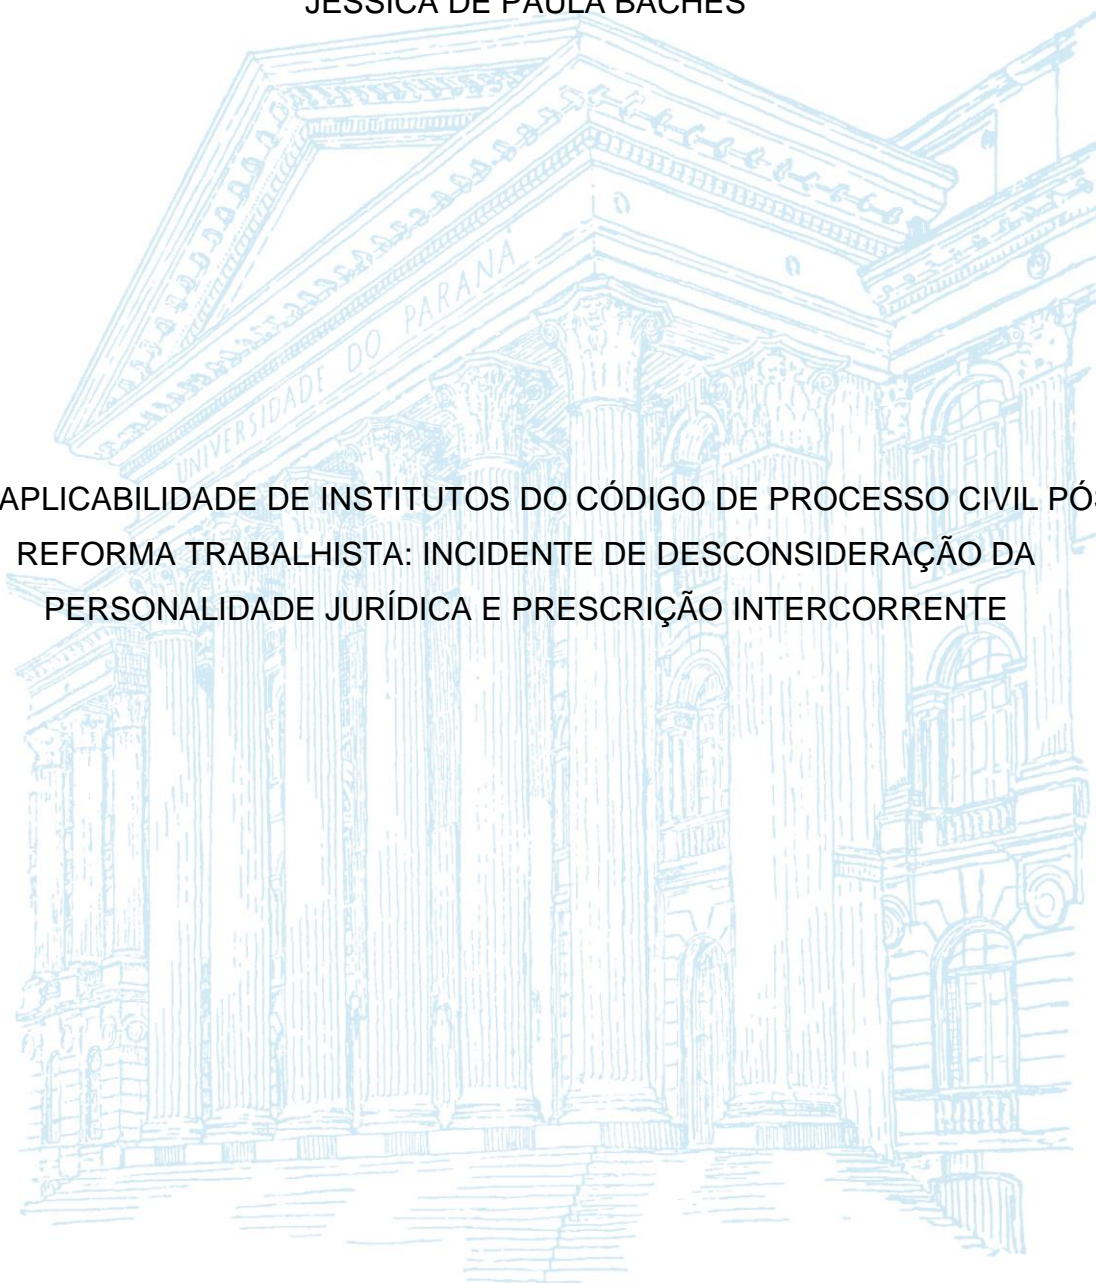 JÉSSICA DE PAULA BACHES
UNIVERSIDADE DO PARANÁ
APLICABILIDADE DE INSTITUTOS DO CÓDIGO DE PROCESSO CIVIL PÓS
REFORMA TRABALHISTA: INCIDENTE DE DESCONSIDERAÇÃO DA
PERSONALIDADE JURÍDICA E PRESCRIÇÃO INTERCORRENTE